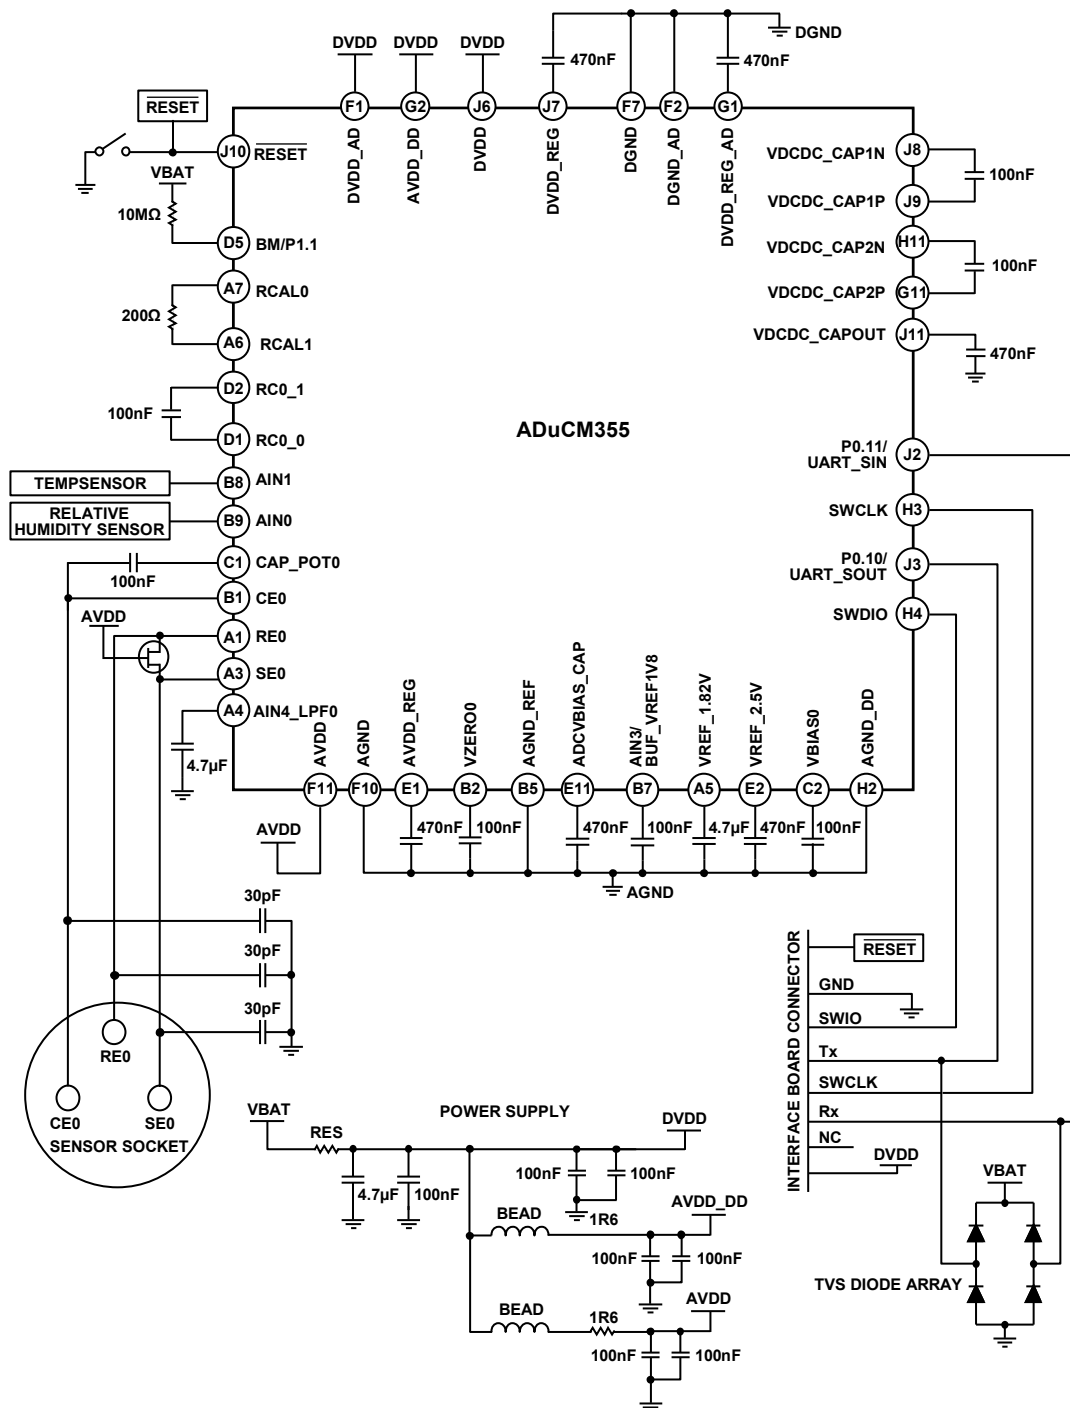 DGND
DVDD
DVDD
DVDD
470nF
470nF
RESET
F1
G2
J6
J7
F7
F2
G1
DVDD_AD
AVDD_DD
DVDD
DVDD_REG
DGND
DGND_AD
DVDD_REG_AD
J10
RESET
VBAT
10MΩ
D5
BM/P1.1
A7
RCAL0
200Ω
A6
RCAL1
D2
RC0_1
100nF
D1
RC0_0
TEMPSENSOR
B8
AIN1
RELATIVE
HUMIDITY SENSOR
B9
AIN0
C1
CAP_POT0
100nF
B1
CE0
AVDD
A1
RE0
A3
SE0
A4
AIN4_LPF0
4.7µF
ADuCM355
VDCDC_CAP1N
J8
100nF
VDCDC_CAP1P
J9
VDCDC_CAP2N
H11
100nF
VDCDC_CAP2P
G11
VDCDC_CAPOUT
J11
470nF
P0.11/
UART_SIN
J2
SWCLK
H3
P0.10/
UART_SOUT
J3
SWDIO
H4
AVDD
AGND
AVDD_REG
VZERO0
AGND_REF
ADCVBIAS_CAP
AIN3/
BUF_VREF1V8
VREF_1.82V
VREF_2.5V
VBIAS0
AGND_DD
F11
F10
E1
B2
B5
E11
B7
A5
E2
C2
H2
AVDD
470nF
100nF
470nF
100nF
4.7µF
470nF
100nF
AGND
30pF
30pF
30pF
RE0
CE0
SE0
SENSOR SOCKET
INTERFACE BOARD CONNECTOR
RESET
GND
SWIO
Tx
SWCLK
Rx
NC
DVDD
VBAT
TVS DIODE ARRAY
POWER SUPPLY
VBAT
RES
DVDD
4.7µF
100nF
100nF
100nF
BEAD
1R6
AVDD_DD
100nF
100nF
BEAD
1R6
AVDD
100nF
100nF